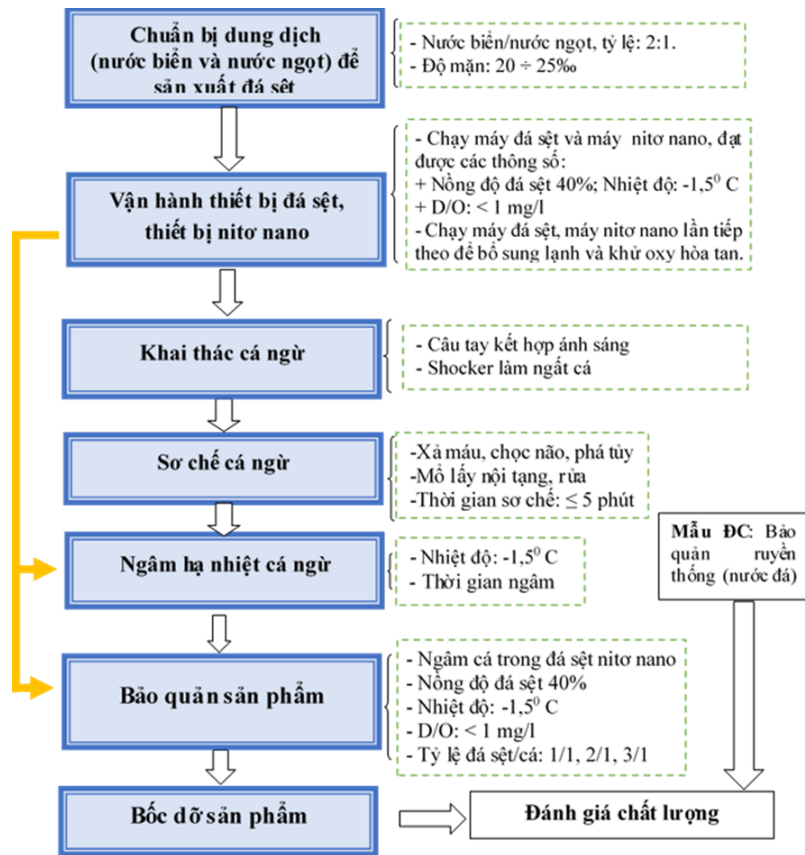 Chuẩn bị dung dịch
(nước biển và nước ngọt) để
sản xuất đá sệt
- Nước biển/nước ngọt, tỷ lệ: 2:1.
- Độ mặn: 20 ÷ 25‰
Vận hành thiết bị đá sệt,
thiết bị nitơ nano
- Chạy máy đá sệt và máy nitơ nano, đạt
được các thông số:
+ Nồng độ đá sệt 40%; Nhiệt độ: -1,5⁰ C
+ D/O: < 1 mg/l
- Chạy máy đá sệt, máy nitơ nano lần tiếp
theo để bổ sung lạnh và khử oxy hòa tan.
Khai thác cá ngừ
- Câu tay kết hợp ánh sáng
- Shocker làm ngất cá
Sơ chế cá ngừ
-Xả máu, chọc não, phá tủy
-Mổ lấy nội tạng, rửa
-Thời gian sơ chế: ≤ 5 phút
Ngâm hạ nhiệt cá ngừ
- Nhiệt độ: -1,5⁰ C
- Thời gian ngâm
Mẫu ĐC: Bảo
quản ruyền
thống (nước đá)
Bảo quản sản phẩm
- Ngâm cá trong đá sệt nitơ nano
- Nồng độ đá sệt 40%
- Nhiệt độ: -1,5⁰ C
- D/O: < 1 mg/l
- Tỷ lệ đá sệt/cá: 1/1, 2/1, 3/1
Bốc dỡ sản phẩm
Đánh giá chất lượng